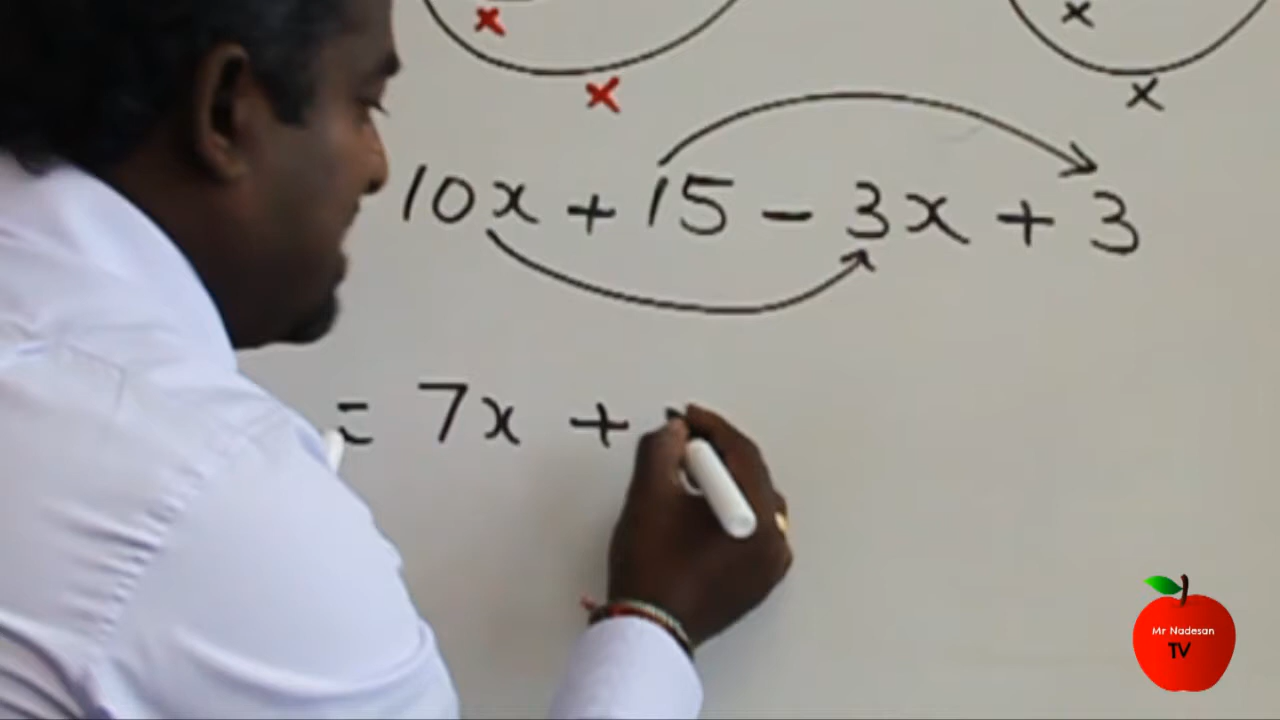 × ×
× ×
10x + 15 - 3x + 3
= 7x +
Mr Nadesan
TV